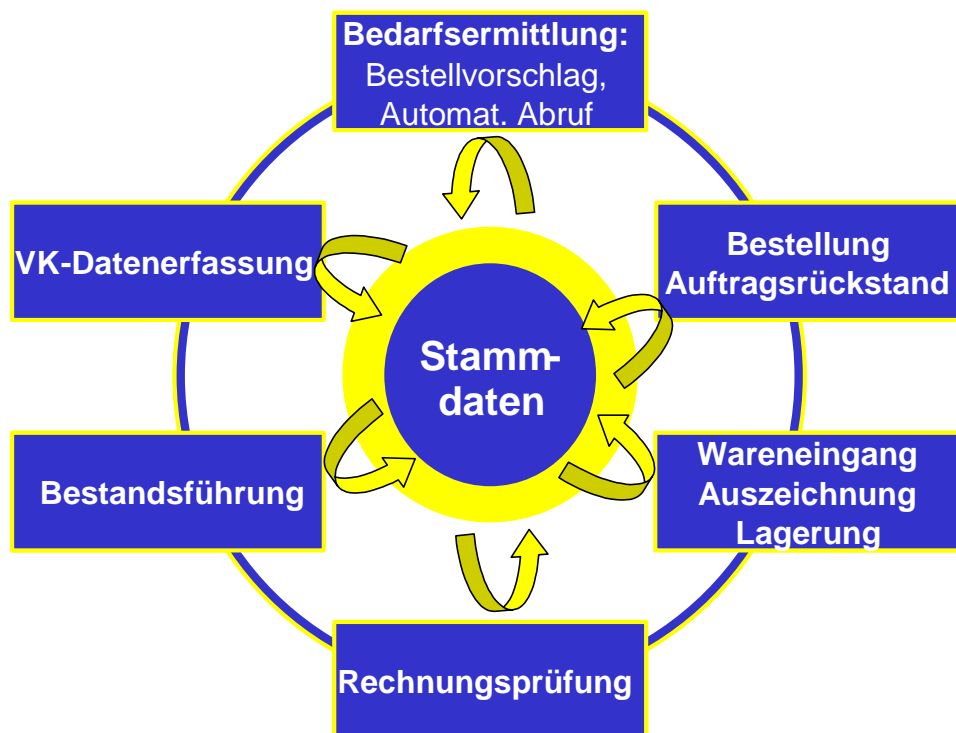 Bedarfsermittlung:
Bestellvorschlag,
Automat. Abruf
VK-Datenerfassung
Bestellung
Auftragsrückstand
Stamm-
daten
Bestandsführung
Wareneingang
Auszeichnung
Lagerung
Rechnungsprüfung